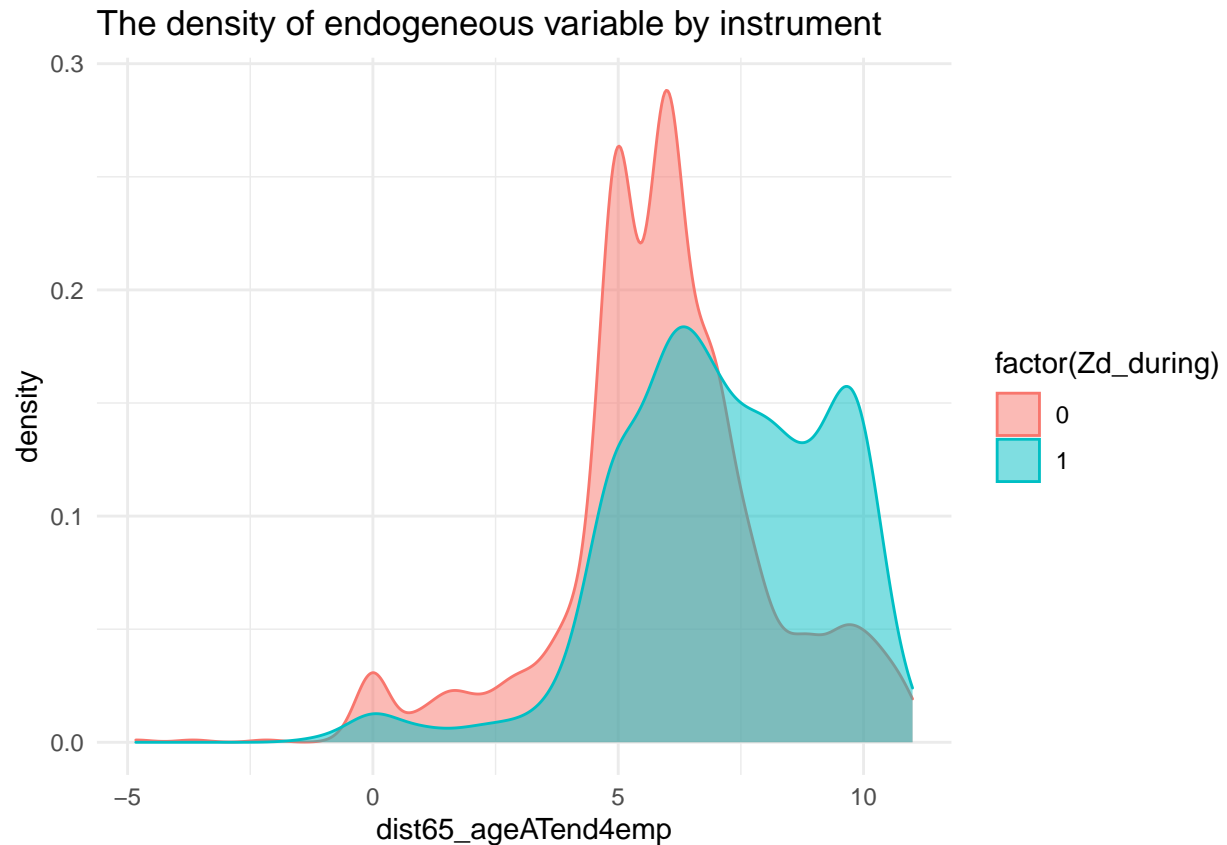 The density of endogeneous variable by instrument
0.3
0.2
0.1
0.0
density
−5
0
5
10
dist65_ageATend4emp
factor(Zd_during)
0
1